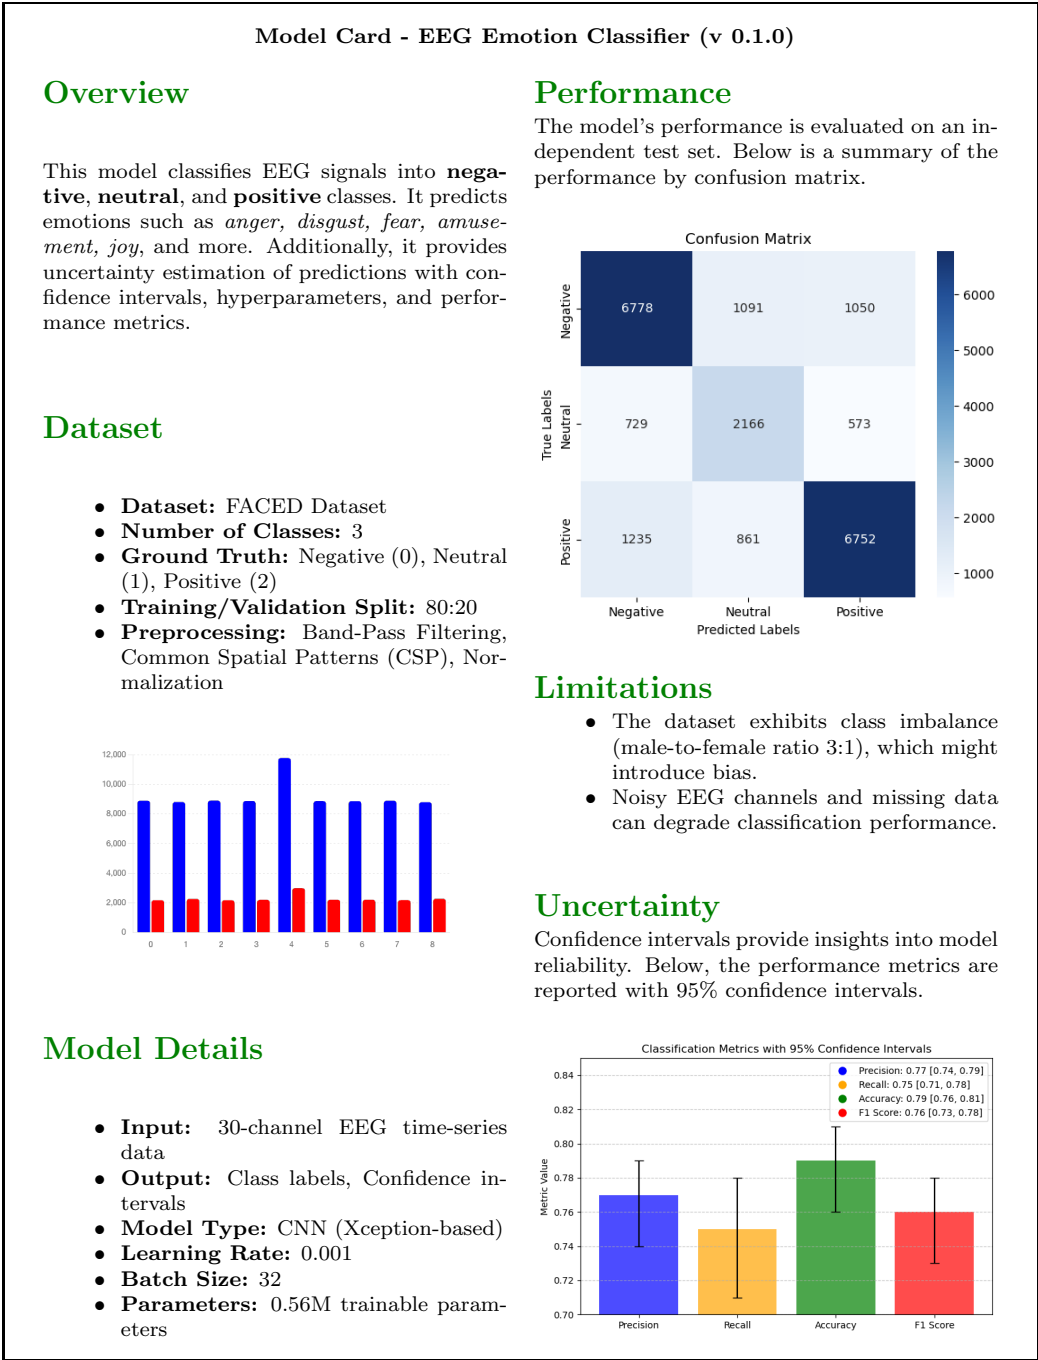 Model Card - EEG Emotion Classifier (v 0.1.0)
Overview
This model classifies EEG signals into nega-
tive, neutral, and positive classes. It predicts
emotions such as anger, disgust, fear, amuse-
ment, joy, and more. Additionally, it provides
uncertainty estimation of predictions with con-
fidence intervals, hyperparameters, and perfor-
mance metrics.
Dataset
• Dataset: FACED Dataset
• Number of Classes: 3
• Ground Truth: Negative (0), Neutral
(1), Positive (2)
• Training/Validation Split: 80:20
• Preprocessing: Band-Pass Filtering,
Common Spatial Patterns (CSP), Nor-
malization
12,000
10,000
8,000
6,000
4,000
2,000
0
0 1 2 3 4 5 6 7 8
Model Details
• Input: 30-channel EEG time-series
data
• Output: Class labels, Confidence in-
tervals
• Model Type: CNN (Xception-based)
• Learning Rate: 0.001
• Batch Size: 32
• Parameters: 0.56M trainable param-
eters
Performance
The model's performance is evaluated on an in-
dependent test set. Below is a summary of the
performance by confusion matrix.
Confusion Matrix
True Labels
Negative
6778 1091 1050
Neutral
729 2166 573
Positive
1235 861 6752
Negative Neutral Positive
Predicted Labels
6000
5000
4000
3000
2000
1000
Limitations
• The dataset exhibits class imbalance
(male-to-female ratio 3:1), which might
introduce bias.
• Noisy EEG channels and missing data
can degrade classification performance.
Uncertainty
Confidence intervals provide insights into model
reliability. Below, the performance metrics are
reported with 95% confidence intervals.
Classification Metrics with 95% Confidence Intervals
Precision: 0.77 [0.74, 0.79]
Recall: 0.75 [0.71, 0.78]
Accuracy: 0.79 [0.76, 0.81]
F1 Score: 0.76 [0.73, 0.78]
Metric Value
0.84
0.82
0.80
0.78
0.76
0.74
0.72
0.70
Precision Recall Accuracy F1 Score